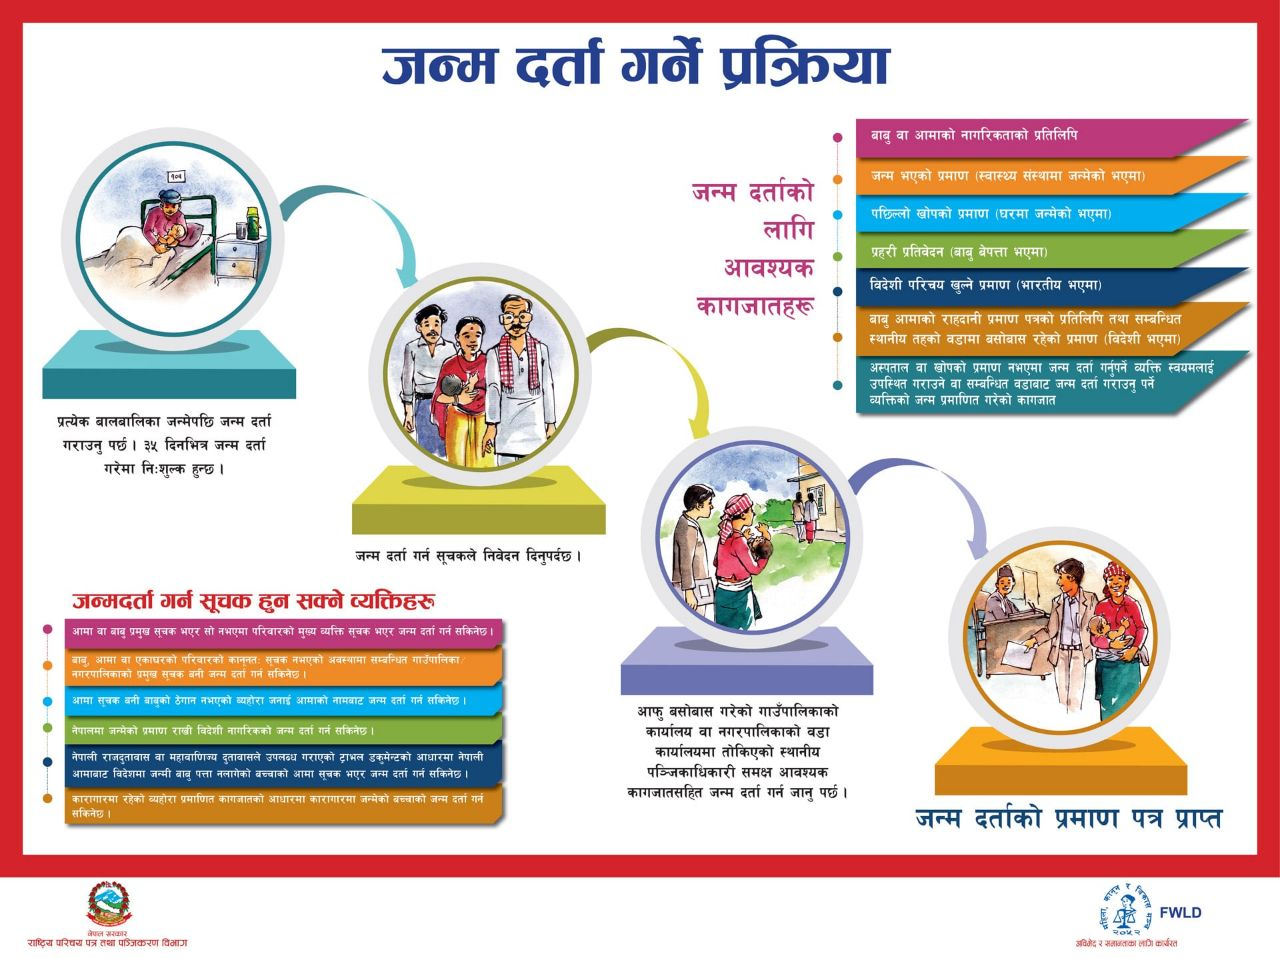 जन्म दर्ता गर्ने प्रक्रिया
१०१
प्रत्येक बालबालिका जन्मेपछि जन्म दर्ता
गराउनु पर्छ । ३५ दिनभित्र जन्म दर्ता
गरेमा निःशुल्क हुन्छ ।
जन्म दर्ता गर्न सूचकले निवेदन दिनुपर्दछ ।
आफु बसोबास गरेको गाउँपालिकाको
कार्यालय वा नगरपालिकाको वडा
कार्यालयमा तोकिएको स्थानीय
पञ्जिकाधिकारी समक्ष आवश्यक
कागजातसहित जन्म दर्ता गर्न जानु पर्छ ।
जन्म दर्ताको प्रमाण पत्र प्राप्त
जन्म दर्ताको
लागि
आवश्यक
कागजातहरू
बाबु वा आमाको नागरिकताको प्रतिलिपि
जन्म भएको प्रमाण (स्वास्थ्य संस्थामा जन्मेको भएमा)
पछिल्लो खोपको प्रमाण (घरमा जन्मेको भएमा)
प्रहरी प्रतिवेदन (बाबु बेपत्ता भएमा)
विदेशी परिचय खुल्ने प्रमाण (भारतीय भएमा)
बाबु आमाको राहदानी प्रमाण पत्रको प्रतिलिपि तथा सम्बन्धित
स्थानीय तहको वडामा बसोबास रहेको प्रमाण (विदेशी भएमा)
अस्पताल वा खोपको प्रमाण नभएमा जन्म दर्ता गर्नुपर्ने व्यक्ति स्वयमलाई
उपस्थित गराउने वा सम्बन्धित वडाबाट जन्म दर्ता गराउनु पर्ने
व्यक्तिको जन्म प्रमाणित गरेको कागजात
जन्मदर्ता गर्न सूचक हुन सक्ने व्यक्तिहरू
आमा वा बाबु प्रमुख सूचक भएर सो नभएमा परिवारको मुख्य व्यक्ति सूचक भएर जन्म दर्ता गर्न सकिनेछ ।
बाबु, आमा वा एकाघरको परिवारको कानूनतः सूचक नभएको अवस्थामा सम्बन्धित गाउँपालिका/
नगरपालिकाको प्रमुख सूचक बनी जन्म दर्ता गर्न सकिनेछ ।
आमा सूचक बनी बाबुको ठेगान नभएको व्यहोरा जनाई आमाको नामबाट जन्म दर्ता गर्न सकिनेछ ।
नेपालमा जन्मेको प्रमाण राखी विदेशी नागरिकको जन्म दर्ता गर्न सकिनेछ ।
नेपाली राजदुतावास वा महावाणिज्य दुतावासले उपलब्ध गराएको ट्राभल डकुमेन्टको आधारमा नेपाली
आमाबाट विदेशमा जन्मी बाबु पत्ता नलागेको बच्चाको आमा सूचक भएर जन्म दर्ता गर्न सकिनेछ ।
कारागारमा रहेको व्यहोरा प्रमाणित कागजातको आधारमा कारागारमा जन्मेको बच्चाको जन्म दर्ता गर्न
सकिनेछ ।
नेपाल सरकार
राष्ट्रिय परिचय पत्र तथा पञ्जिकरण विभाग
महिला, कानून र विकास मञ्च
२०५२
FWLD
अविभेद र समानताका लागि कार्यरत